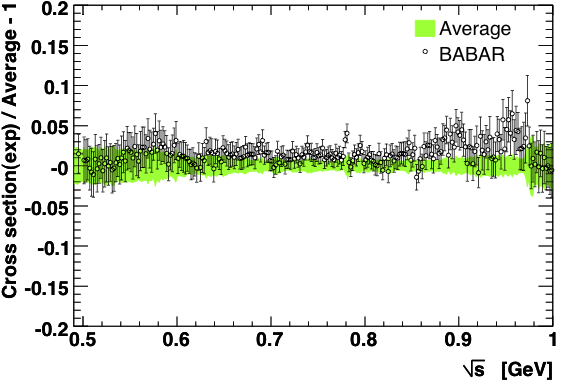 Cross section(exp) / Average - 1
0.2
0.15
0.1
0.05
-0
-0.05
-0.1
-0.15
-0.2
Average
BABAR
0.5 0.6 0.7 0.8 0.9 1
√s [GeV]